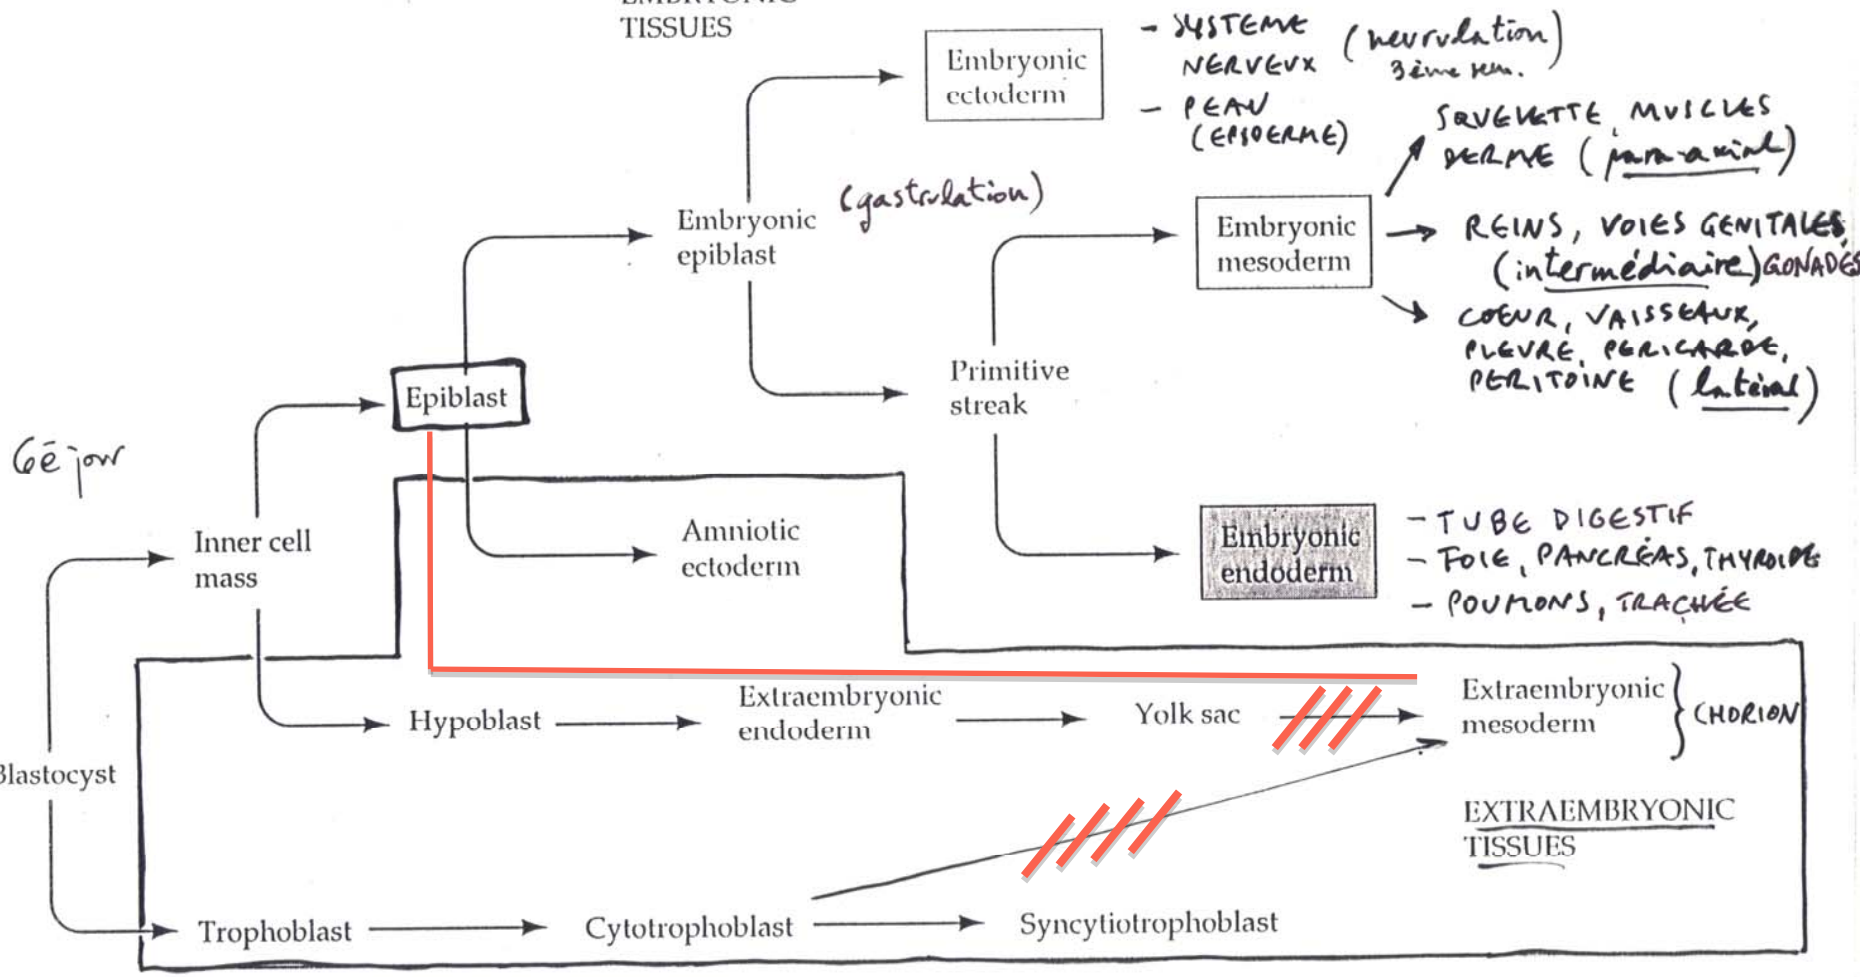 EMBRYONIC
TISSUES
Embryonic
ectoderm
- SYSTEME
NERVEUX
(neurulation)
3ème sem.
- PEAU
(EPIDERME)
SQUELETTE, MUSCLES
DERME (para-axial)
(gastrulation)
Embryonic
epiblast
Embryonic
mesoderm
REINS, VOIES GENITALES,
(intermédiaire) GONADES
COEUR, VAISSEAUX,
PLEVRE, PERICARDE,
PERITOINE (latéral)
Primitive
streak
Epiblast
6è jour
Inner cell
mass
Amniotic
ectoderm
Embryonic
endoderm
- TUBE DIGESTIF
- FOIE, PANCRÉAS, THYROIDE
- POUMONS, TRACHÉE
Hypoblast
Extraembryonic
endoderm
Yolk sac
Extraembryonic
mesoderm
CHORION
Blastocyst
EXTRAEMBRYONIC
TISSUES
Trophoblast
Cytotrophoblast
Syncytiotrophoblast